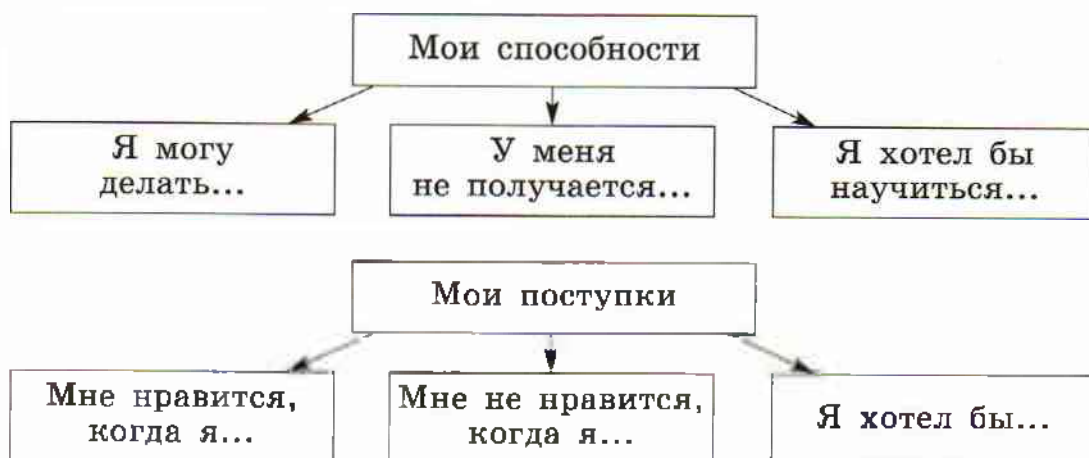 Мои способности
Я могу
делать...
У меня
не получается...
Я хотел бы
научиться...
Мои поступки
Мне нравится,
когда я...
Мне не нравится,
когда я...
Я хотел бы...